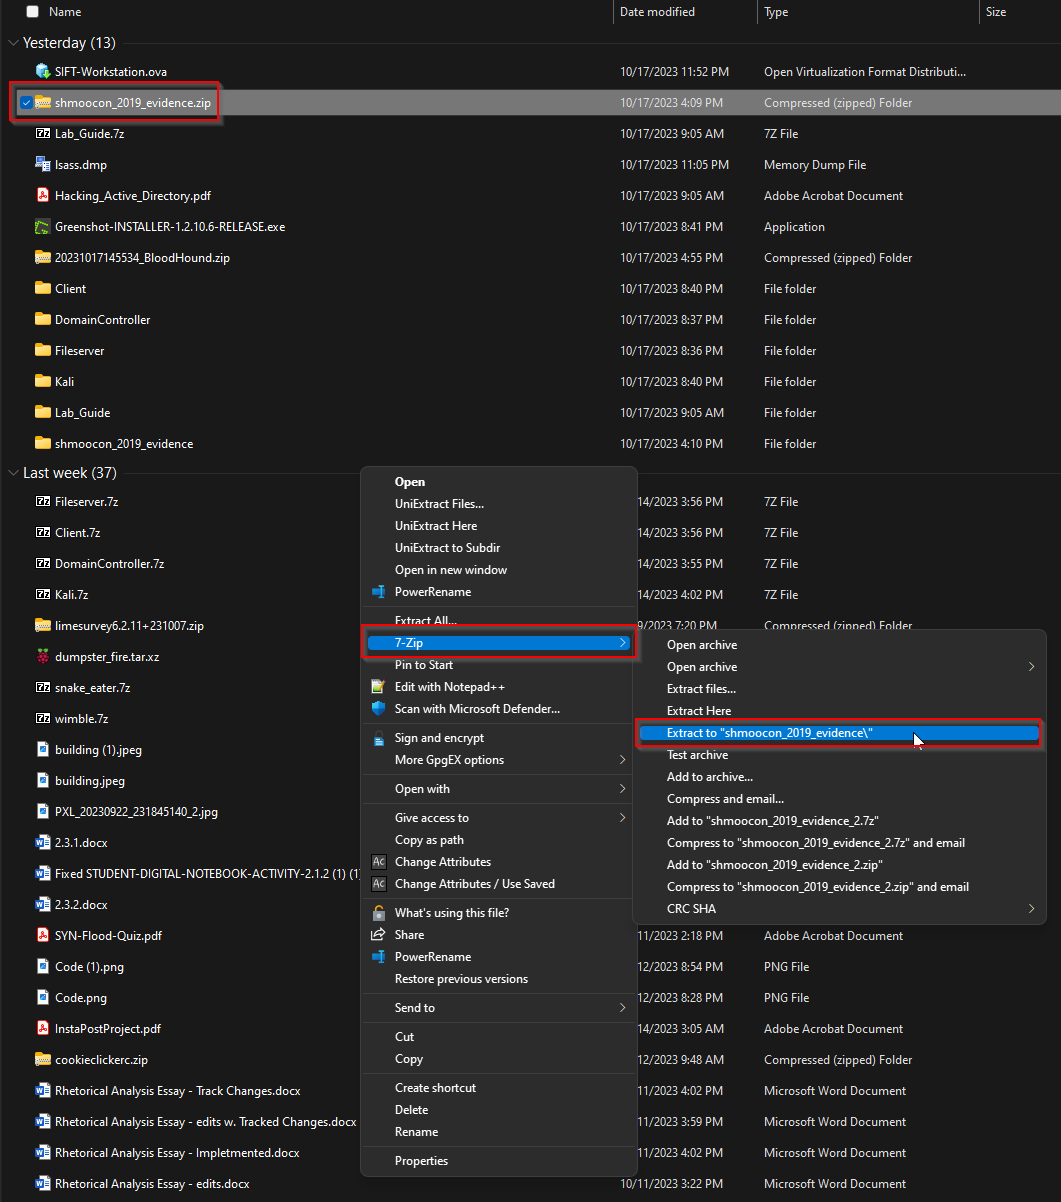 Name Date modified Type Size
Yesterday (13)
SIFT-Workstation.ova 10/17/2023 11:52 PM Open Virtualization Format Distributi...
shmoocon_2019_evidence.zip 10/17/2023 4:09 PM Compressed (zipped) Folder
Lab_Guide.7z 10/17/2023 9:05 AM 7Z File
lsass.dmp 10/17/2023 11:05 PM Memory Dump File
Hacking_Active_Directory.pdf 10/17/2023 9:05 AM Adobe Acrobat Document
Greenshot-INSTALLER-1.2.10.6-RELEASE.exe 10/17/2023 8:41 PM Application
20231017145534_BloodHound.zip 10/17/2023 4:55 PM Compressed (zipped) Folder
Client 10/17/2023 8:40 PM File folder
DomainController 10/17/2023 8:37 PM File folder
Fileserver 10/17/2023 8:36 PM File folder
Kali 10/17/2023 8:40 PM File folder
Lab_Guide 10/17/2023 9:05 AM File folder
shmoocon_2019_evidence 10/17/2023 4:10 PM File folder
Last week (37)
Fileserver.7z 14/2023 3:56 PM 7Z File
Client.7z 14/2023 3:56 PM 7Z File
DomainController.7z 14/2023 3:55 PM 7Z File
Kali.7z 14/2023 4:02 PM 7Z File
limesurvey6.2.11+231007.zip 9/2023 7:20 PM Compressed (zipped) Folder
dumpster_fire.tar.xz
snake_eater.7z
wimble.7z
building (1).jpeg
building.jpeg
PXL_20230922_231845140_2.jpg
2.3.1.docx
Fixed STUDENT-DIGITAL-NOTEBOOK-ACTIVITY-2.1.2 (1) (1)
2.3.2.docx
SYN-Flood-Quiz.pdf 11/2023 2:18 PM Adobe Acrobat Document
Code (1).png 12/2023 8:54 PM PNG File
Code.png 12/2023 8:28 PM PNG File
InstaPostProject.pdf 14/2023 3:05 AM Adobe Acrobat Document
cookieclickerc.zip 12/2023 9:48 AM Compressed (zipped) Folder
Rhetorical Analysis Essay - Track Changes.docx 11/2023 4:02 PM Microsoft Word Document
Rhetorical Analysis Essay - edits w. Tracked Changes.docx 11/2023 3:59 PM Microsoft Word Document
Rhetorical Analysis Essay - Impletmented.docx 11/2023 4:02 PM Microsoft Word Document
Rhetorical Analysis Essay - edits.docx 10/11/2023 3:22 PM Microsoft Word Document
Open
UniExtract Files...
UniExtract Here
UniExtract to Subdir
Open in new window
PowerRename
Extract All...
7-Zip
Pin to Start
Edit with Notepad++
Scan with Microsoft Defender...
Sign and encrypt
More GpgEX options
Open with
Give access to
Copy as path
Change Attributes
Change Attributes / Use Saved
What's using this file?
Share
PowerRename
Restore previous versions
Send to
Cut
Copy
Create shortcut
Delete
Rename
Properties
Open archive
Open archive
Extract files...
Extract Here
Extract to "shmoocon_2019_evidence\"
Test archive
Add to archive...
Compress and email...
Add to "shmoocon_2019_evidence_2.7z"
Compress to "shmoocon_2019_evidence_2.7z" and email
Add to "shmoocon_2019_evidence_2.zip"
Compress to "shmoocon_2019_evidence_2.zip" and email
CRC SHA